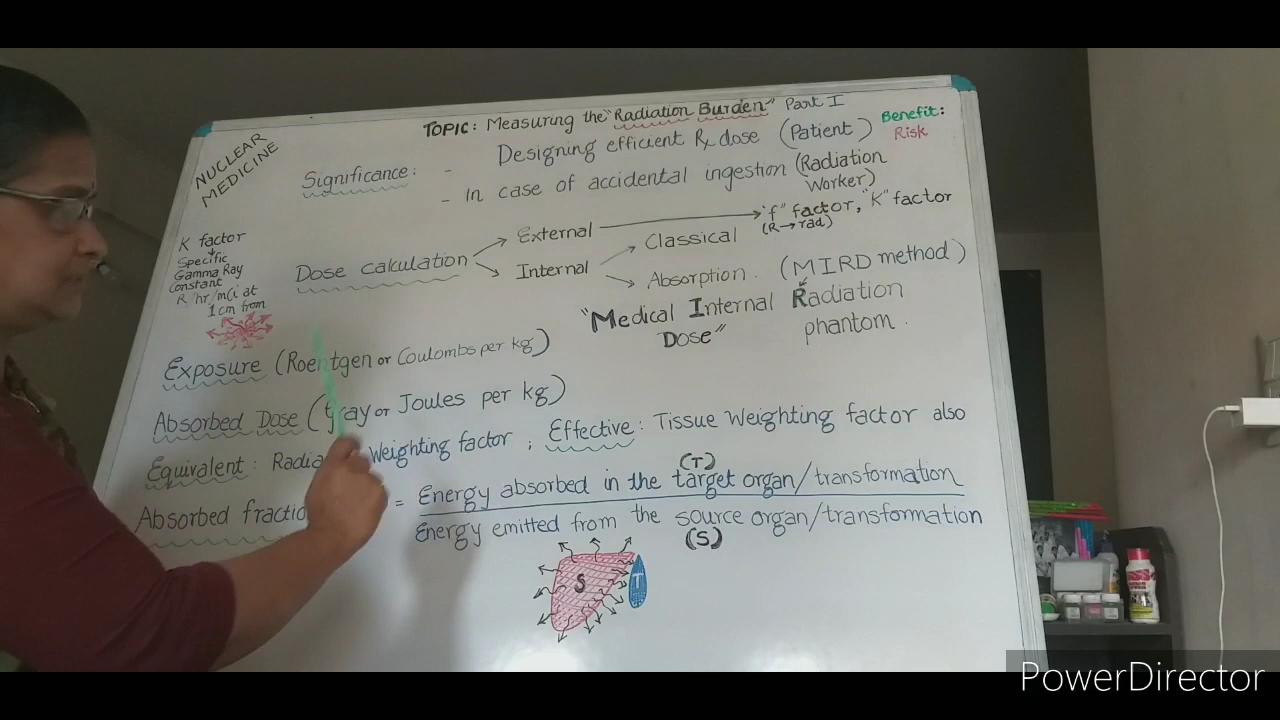 TOPIC: Measuring the "Radiation Burden" Part I
Benefit:
Risk
NUCLEAR
MEDICINE
Significance: - Designing efficient Rx dose (Patient)
- In case of accidental ingestion (Radiation
Worker)
Dose calculation
External
"f" factor, "K" factor
(R→rad)
Internal
Classical
Absorption. (MIRD method)
"Medical Internal Radiation
Dose"
phantom.
K factor
Specific
Gamma Ray
Constant
R hr/mCi at
1 cm from
Exposure (Roentgen or Coulombs per kg)
Absorbed Dose (Gray or Joules per kg)
Equivalent: Weighting factor ; Effective: Tissue Weighting factor also
(T)
Absorbed = Energy absorbed in the target organ/transformation
Energy emitted from the source organ/transformation
(S)
S
T
PowerDirector